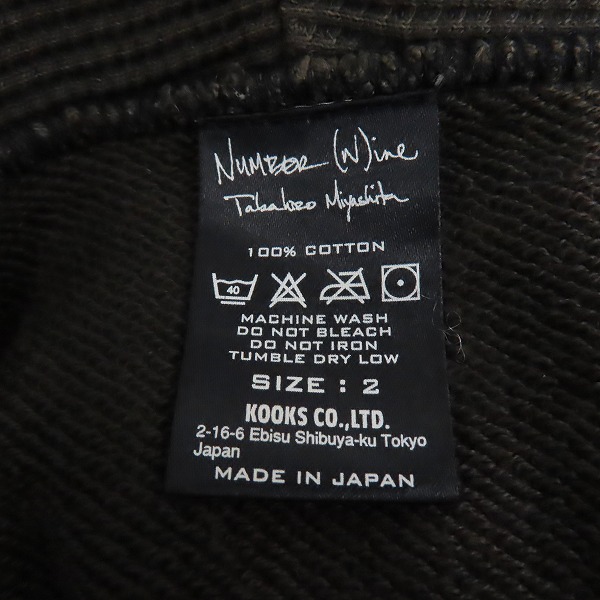 NUMBER (N)ine
Takahiro Miyashita
100% COTTON
40
MACHINE WASH
DO NOT BLEACH
DO NOT IRON
TUMBLE DRY LOW
SIZE : 2
KOOKS CO.,LTD.
2-16-6 Ebisu Shibuya-ku Tokyo
Japan
MADE IN JAPAN